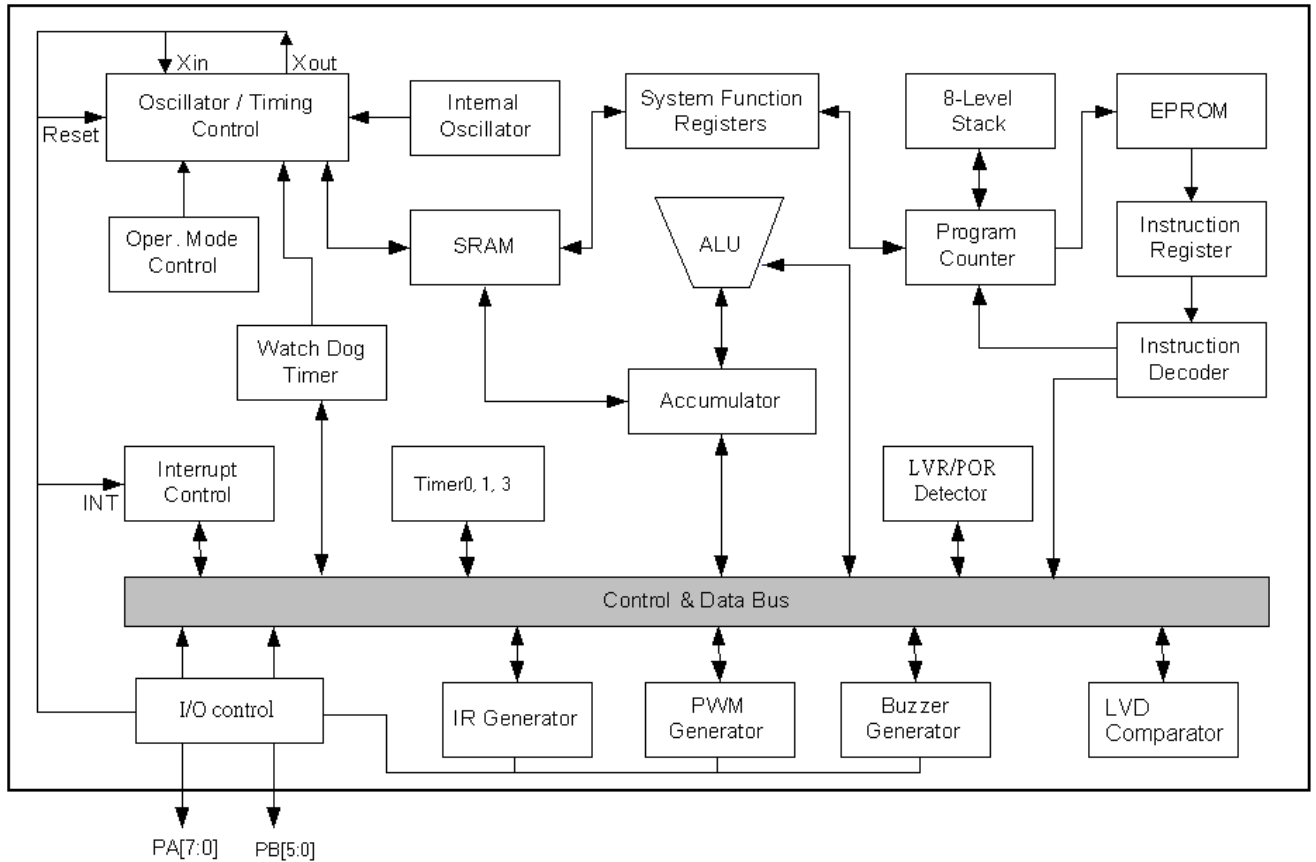 Xin
Xout
Oscillator / Timing
Control
Reset
Internal
Oscillator
System Function
Registers
8-Level
Stack
EPROM
Oper. Mode
Control
SRAM
ALU
Program
Counter
Instruction
Register
Watch Dog
Timer
Accumulator
Instruction
Decoder
Interrupt
Control
INT
Timer0, 1, 3
LVR/POR
Detector
Control & Data Bus
I/O control
IR Generator
PWM
Generator
Buzzer
Generator
LVD
Comparator
PA[7:0]
PB[5:0]